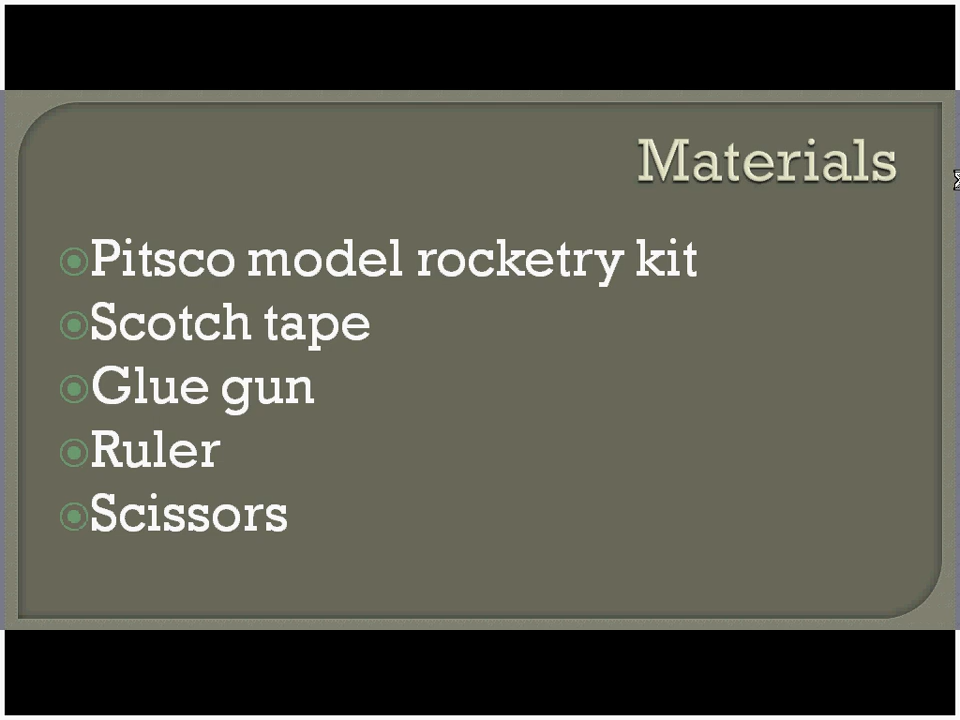 Materials
Pitsco model rocketry kit
Scotch tape
Glue gun
Ruler
Scissors